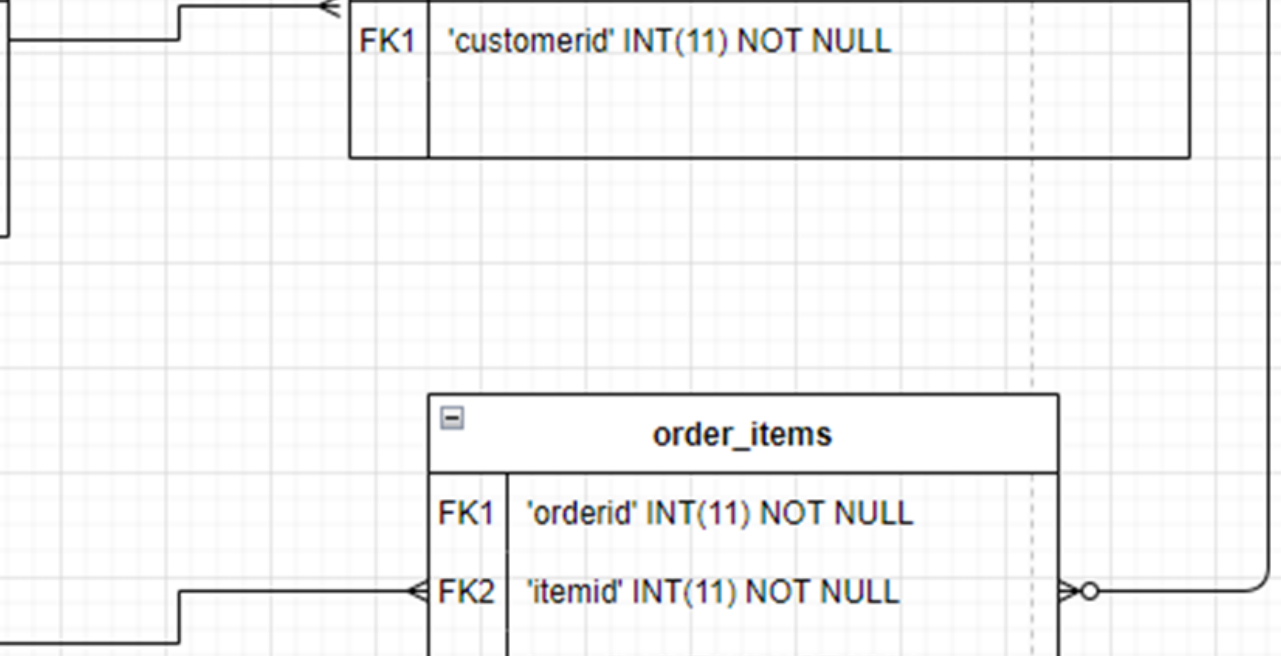 FK1 'customerid' INT(11) NOT NULL
order_items
FK1 'orderid' INT(11) NOT NULL
FK2 'itemid' INT(11) NOT NULL